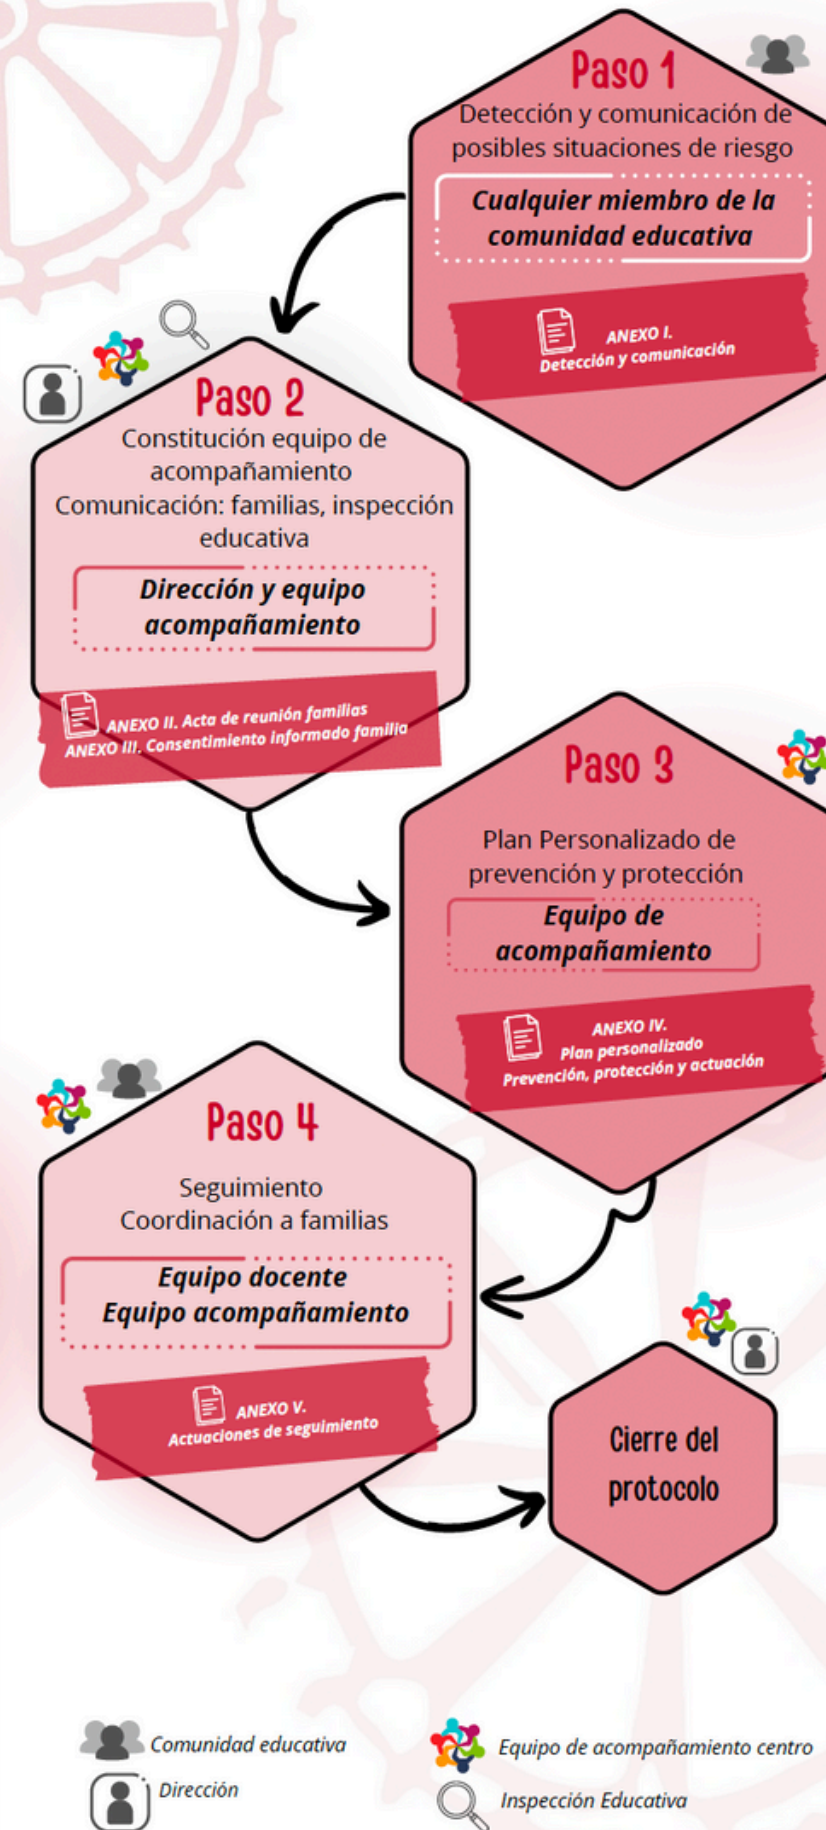 Paso 1
Detección y comunicación de
posibles situaciones de riesgo
Cualquier miembro de la
comunidad educativa
ANEXO I.
Detección y comunicación
Paso 2
Constitución equipo de
acompañamiento
Comunicación: familias, inspección
educativa
Dirección y equipo
acompañamiento
ANEXO II. Acta de reunión familias
ANEXO III. Consentimiento informado familia
Paso 3
Plan Personalizado de
prevención y protección
Equipo de
acompañamiento
ANEXO IV.
Plan personalizado
Prevención, protección y actuación
Paso 4
Seguimiento
Coordinación a familias
Equipo docente
Equipo acompañamiento
ANEXO V.
Actuaciones de seguimiento
Cierre del
protocolo
Comunidad educativa
Equipo de acompañamiento centro
Dirección
Inspección Educativa